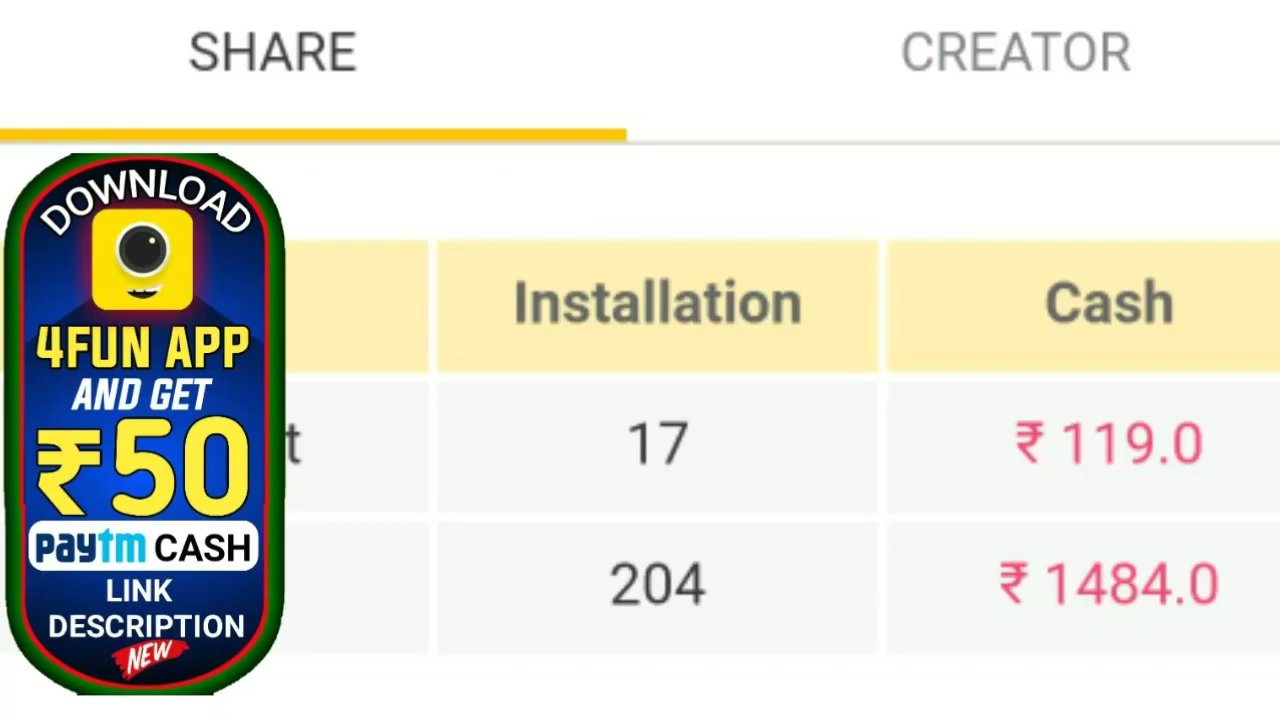 SHARE
CREATOR
DOWNLOAD
4FUN APP
AND GET
₹50
paytm CASH
LINK
DESCRIPTION
NEW
Installation
Cash
t
17
₹ 119.0
204
₹ 1484.0